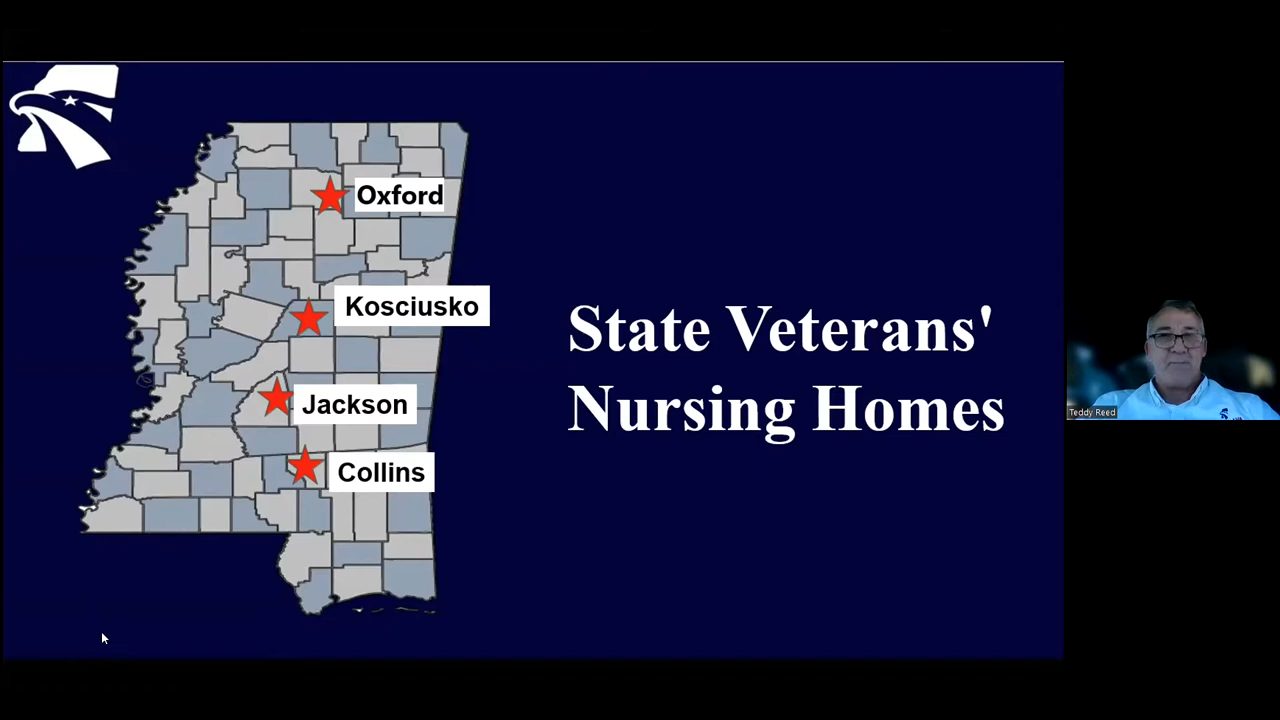 Oxford
Kosciusko
Jackson
Collins
State Veterans'
Nursing Homes
Teddy Reed